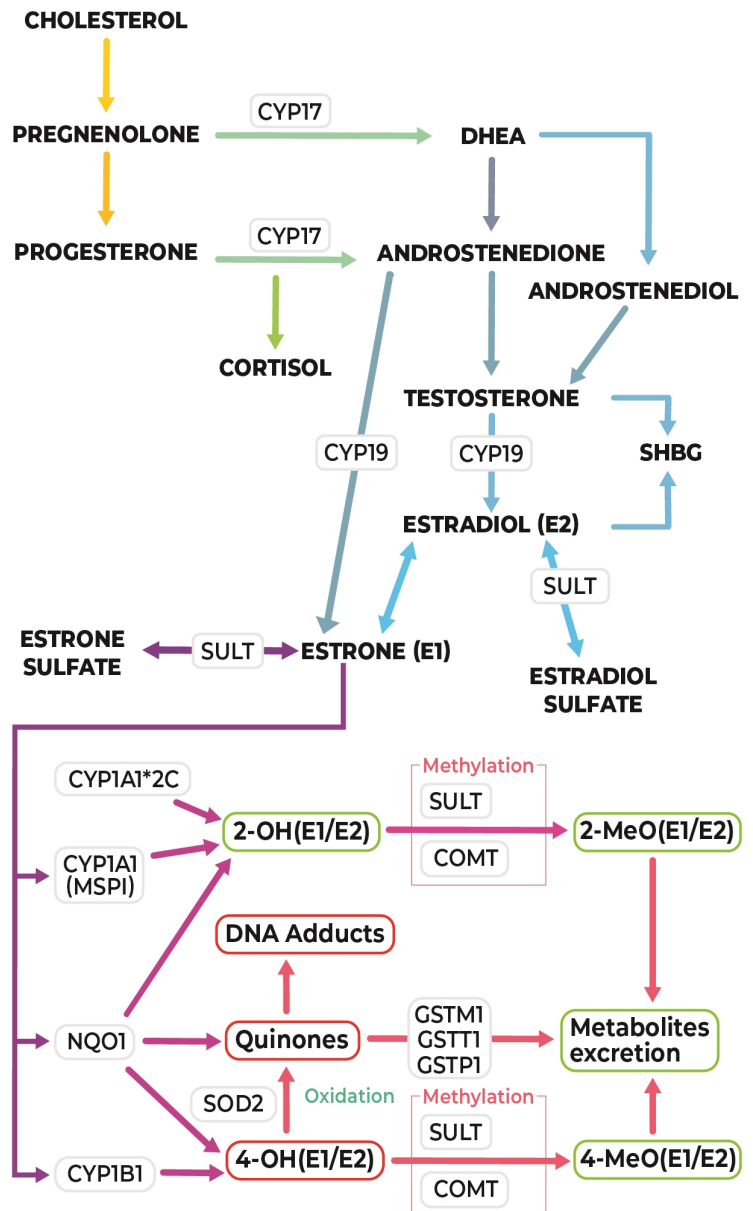 CHOLESTEROL
CYP17
PREGNENOLONE
DHEA
CYP17
PROGESTERONE
ANDROSTENEDIONE
ANDROSTENEDIOL
CORTISOL
TESTOSTERONE
CYP19
CYP19
SHBG
ESTRADIOL (E2)
SULT
ESTRONE
SULFATE
SULT
ESTRONE (E1)
ESTRADIOL
SULFATE
CYP1A1*2C
Methylation
SULT
2-OH(E1/E2)
2-MeO(E1/E2)
CYP1A1
(MSPI)
COMT
DNA Adducts
NQO1
Quinones
GSTM1
GSTT1
GSTP1
Metabolites
excretion
SOD2
Oxidation
Methylation
SULT
CYP1B1
4-OH(E1/E2)
4-MeO(E1/E2)
COMT